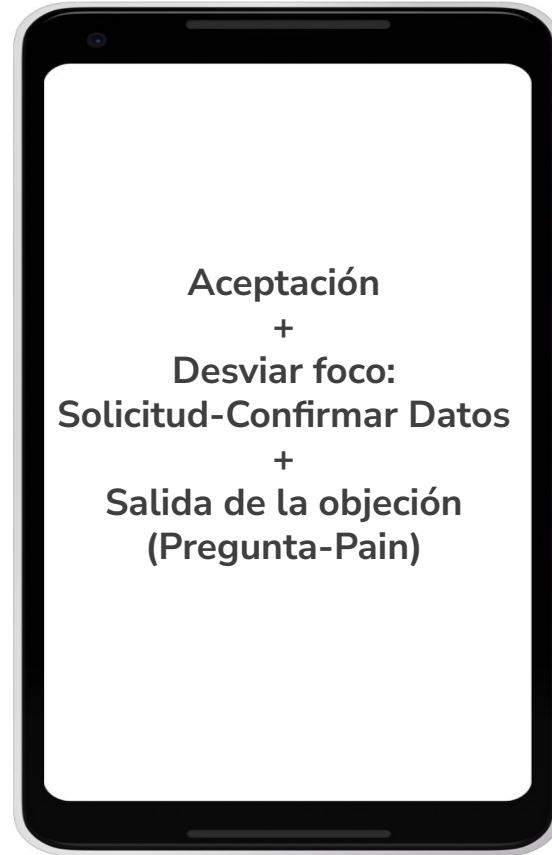 Aceptación
+
Desviar foco:
Solicitud-Confirmar Datos
+
Salida de la objeción
(Pregunta-Pain)